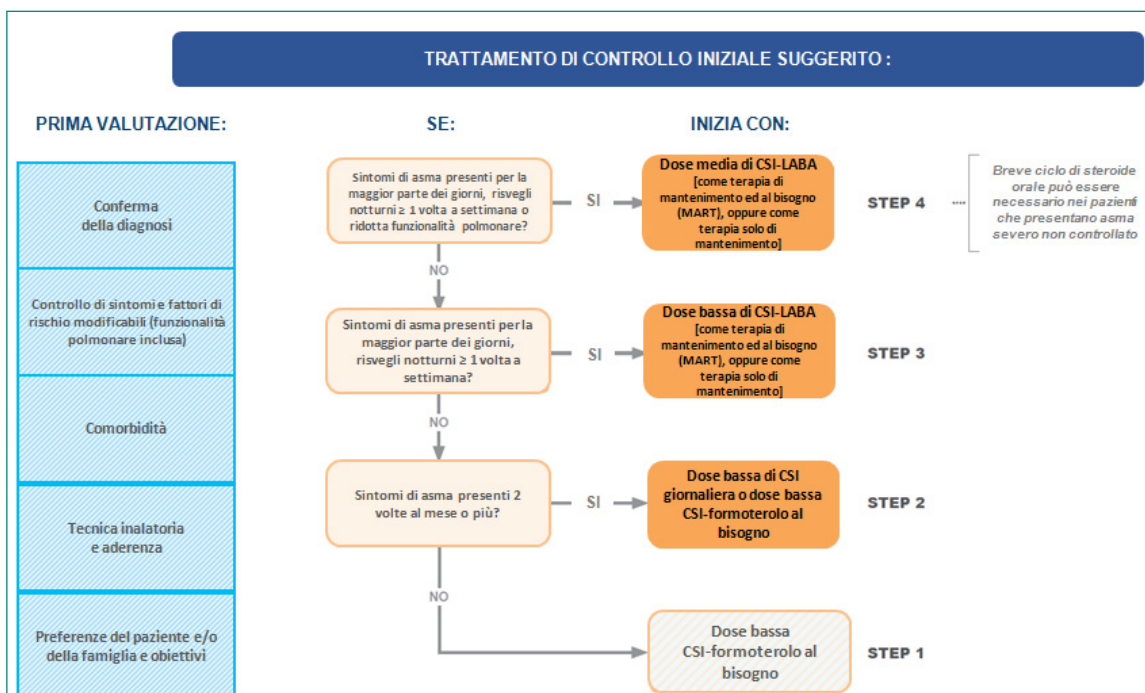 TRATTAMENTO DI CONTROLLO INIZIALE SUGGERITO :
PRIMA VALUTAZIONE:
SE:
INIZIA CON:
Conferma
della diagnosi
Sintomi di asma presenti per la
maggior parte dei giorni, risvegli
notturni ≥ 1 volta a settimana o
ridotta funzionalità polmonare?
SI
Dose media di CSI-LABA
[come terapia di
mantenimento ed al bisogno
(MART), oppure come
terapia solo di
mantenimento]
STEP 4
Breve ciclo di steroide
orale può essere
necessario nei pazienti
che presentano asma
severo non controllato
NO
Controllo di sintomi e fattori di
rischio modificabili (funzionalità
polmonare inclusa)
Sintomi di asma presenti per la
maggior parte dei giorni,
risvegli notturni ≥ 1 volta a
settimana?
SI
Dose bassa di CSI-LABA
[come terapia di
mantenimento ed al bisogno
(MART), oppure come
terapia solo di
mantenimento]
STEP 3
NO
Comorbidità
Sintomi di asma presenti 2
volte al mese o più?
SI
Dose bassa di CSI
giornaliera o dose bassa
CSI-formoterolo al
bisogno
STEP 2
Tecnica inalatoria
e aderenza
NO
Preferenze del paziente e/o
della famiglia e obiettivi
Dose bassa
CSI-formoterolo al
bisogno
STEP 1